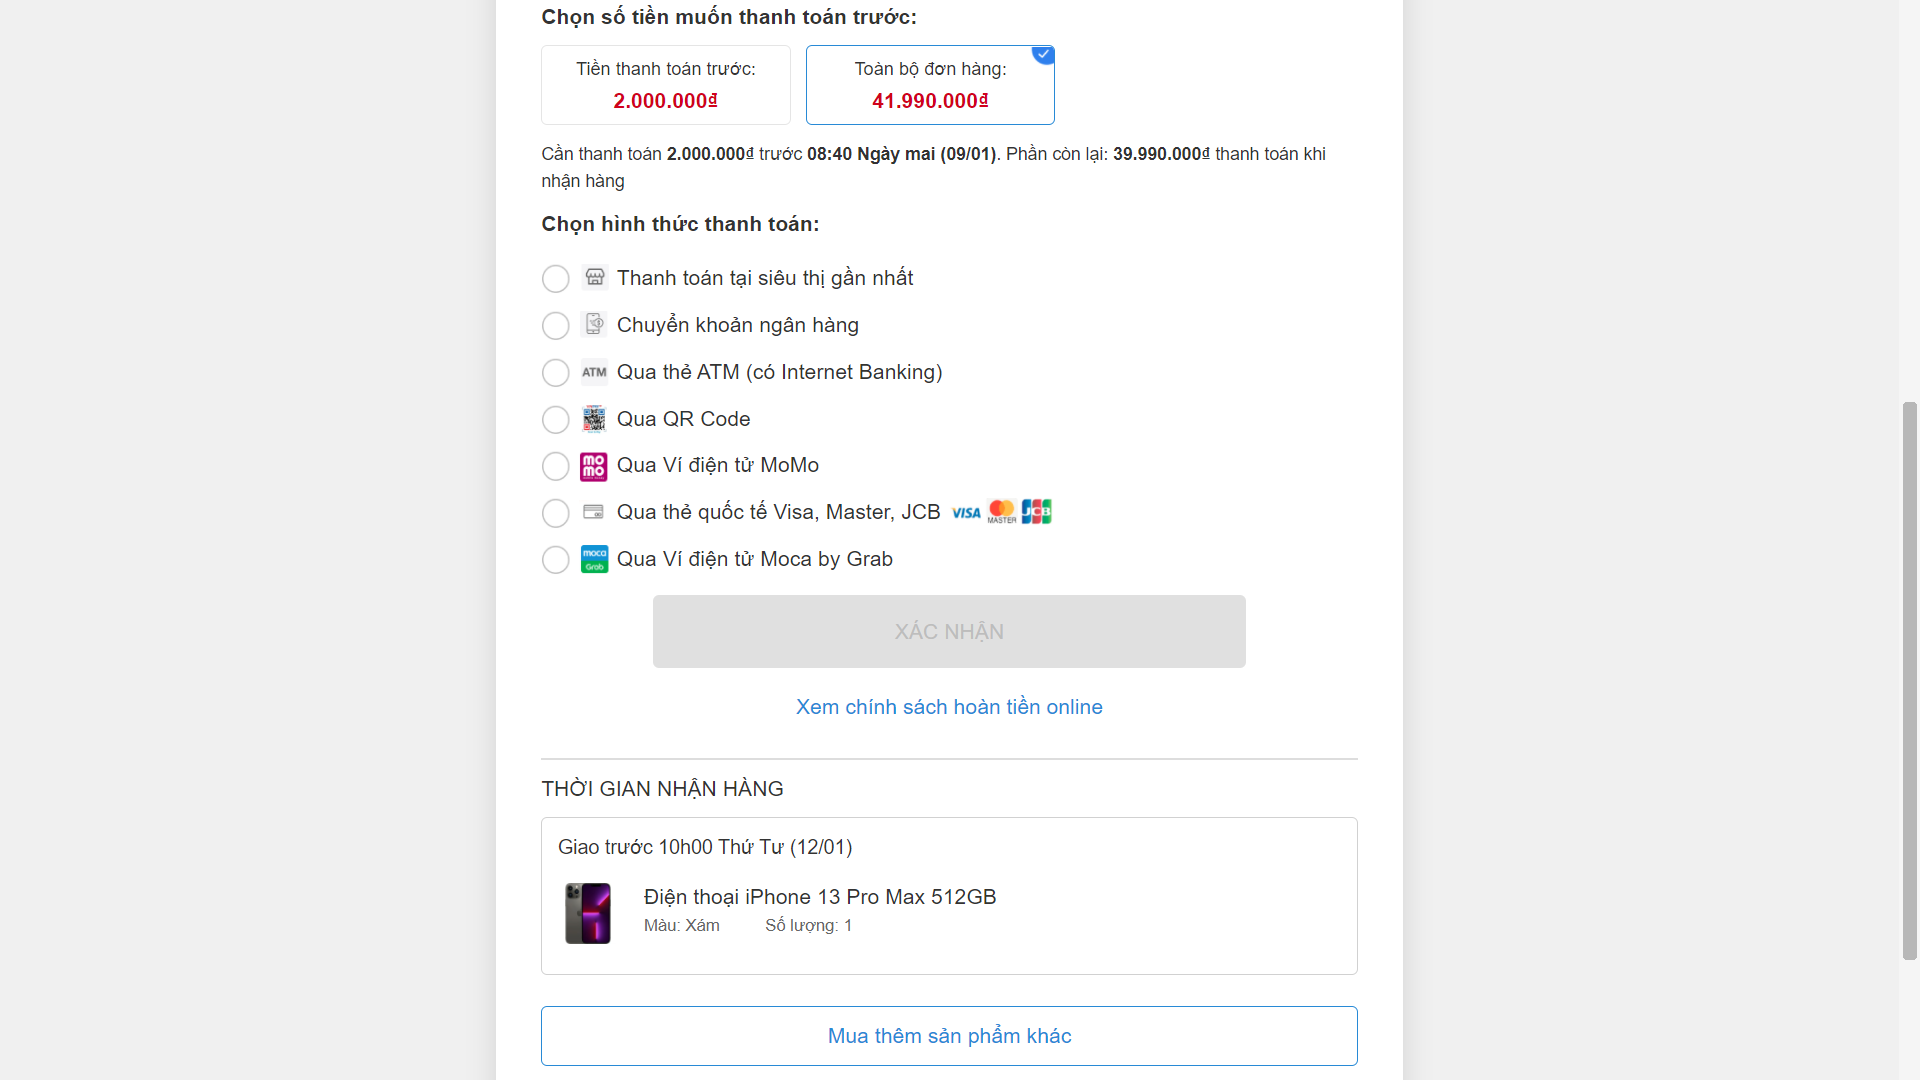 Chọn số tiền muốn thanh toán trước:
Tiền thanh toán trước:
2.000.000₫
Toàn bộ đơn hàng:
41.990.000₫
Cần thanh toán 2.000.000₫ trước 08:40 Ngày mai (09/01). Phần còn lại: 39.990.000₫ thanh toán khi
nhận hàng
Chọn hình thức thanh toán:
Thanh toán tại siêu thị gần nhất
Chuyển khoản ngân hàng
ATM Qua thẻ ATM (có Internet Banking)
Qua QR Code
mo mo Qua Ví điện tử MoMo
Qua thẻ quốc tế Visa, Master, JCB VISA MASTER JCB
moca Grab Qua Ví điện tử Moca by Grab
XÁC NHẬN
Xem chính sách hoàn tiền online
THỜI GIAN NHẬN HÀNG
Giao trước 10h00 Thứ Tư (12/01)
Điện thoại iPhone 13 Pro Max 512GB
Màu: Xám Số lượng: 1
Mua thêm sản phẩm khác